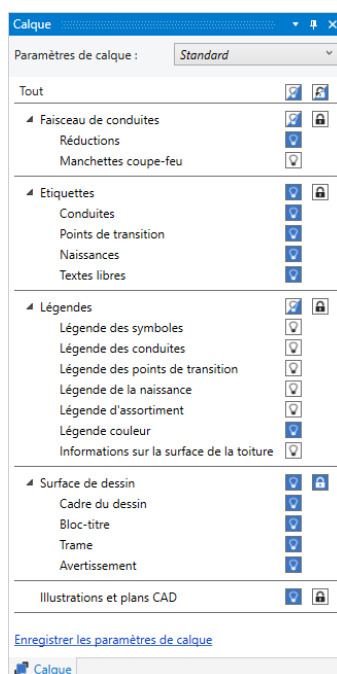 Calque
Paramètres de calque : Standard
Tout
Faisceau de conduites
Réductions
Manchettes coupe-feu
Etiquettes
Conduites
Points de transition
Naissances
Textes libres
Légendes
Légende des symboles
Légende des conduites
Légende des points de transition
Légende de la naissance
Légende d'assortiment
Légende couleur
Informations sur la surface de la toiture
Surface de dessin
Cadre du dessin
Bloc-titre
Trame
Avertissement
Illustrations et plans CAD
Enregistrer les paramètres de calque
Calque